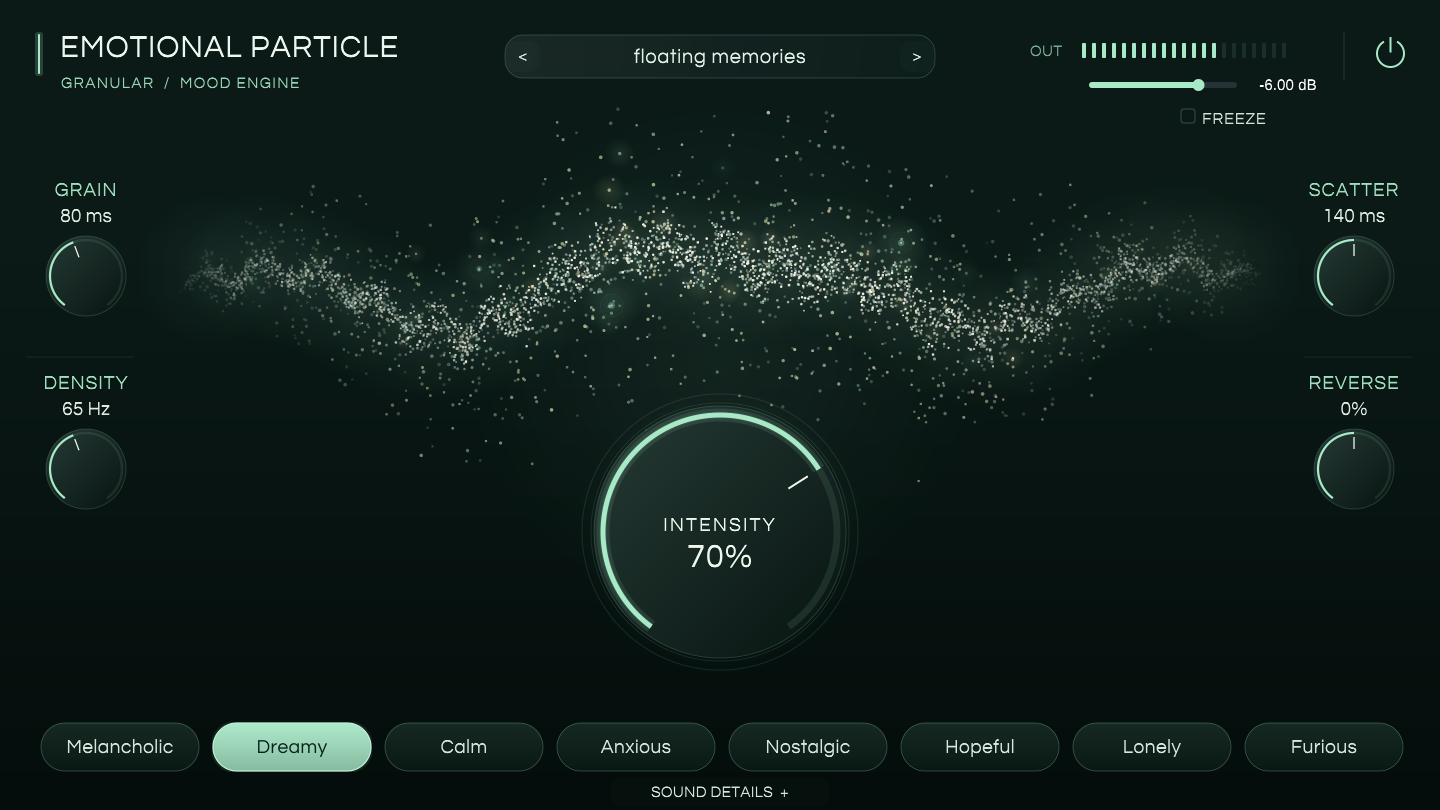 EMOTIONAL PARTICLE
GRANULAR / MOOD ENGINE
< floating memories >
OUT
-6.00 dB
FREEZE
GRAIN
80 ms
SCATTER
140 ms
DENSITY
65 Hz
REVERSE
0%
INTENSITY
70%
Melancholic
Dreamy
Calm
Anxious
Nostalgic
Hopeful
Lonely
Furious
SOUND DETAILS +